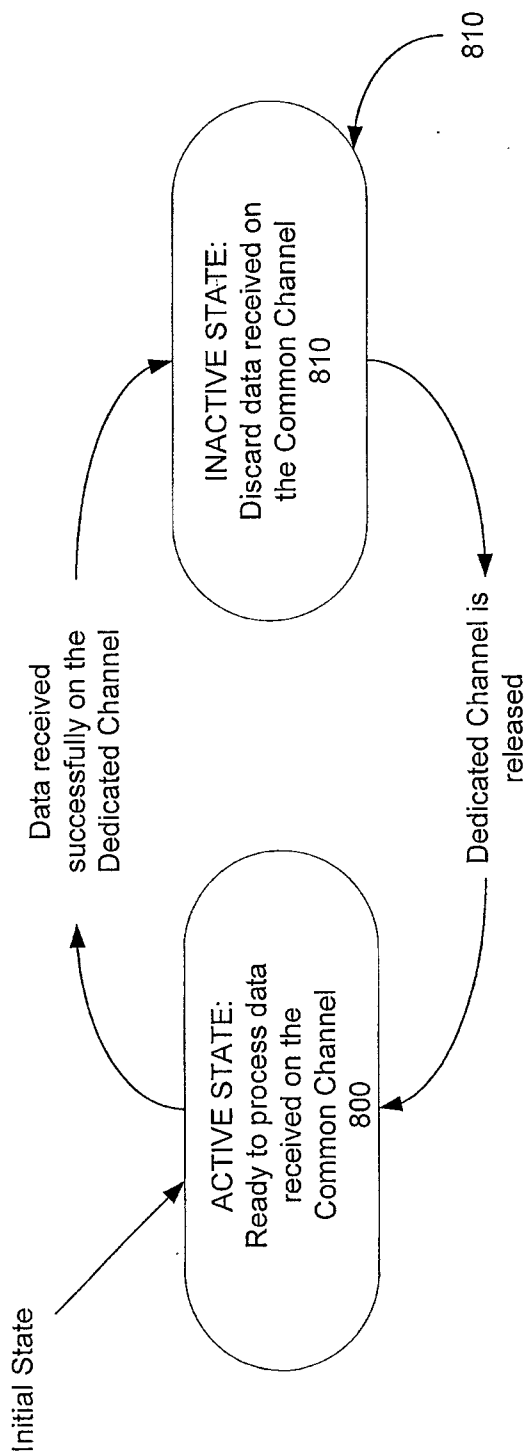 Initial State
ACTIVE STATE:
Ready to process data
received on the
Common Channel
800
Data received
successfully on the
Dedicated Channel
INACTIVE STATE:
Discard data received on
the Common Channel
810
Dedicated Channel is
released
810